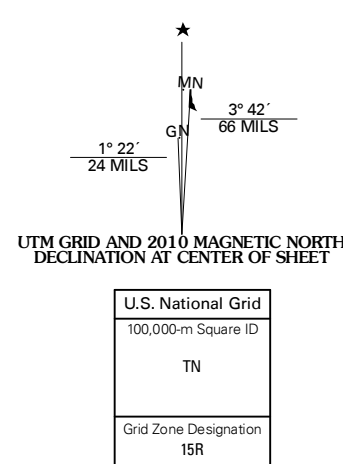 MN
3° 42´
66 MILS
GN
1° 22´
24 MILS
UTM GRID AND 2010 MAGNETIC NORTH
DECLINATION AT CENTER OF SHEET
U.S. National Grid
100,000-m Square ID
TN
Grid Zone Designation
15R